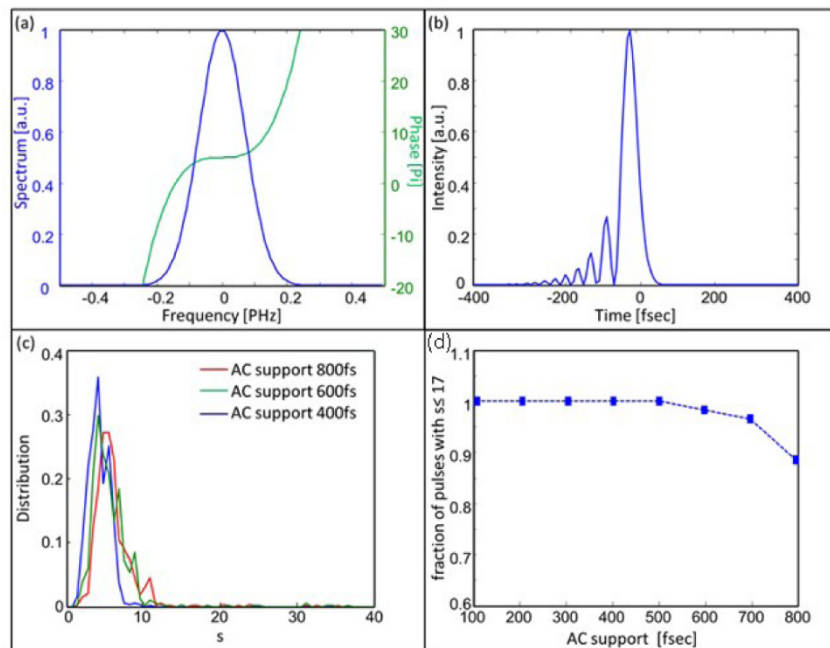 (a)
1
0.8
0.6
0.4
0.2
0
Spectrum [a.u.]
30
20
10
5
0
-10
-20
Phase [Pi]
-0.4 -0.2 0 0.2 0.4
Frequency [PHz]
(b)
1
0.8
0.6
0.4
0.2
0
Intensity [a.u.]
-400 -200 0 200 400
Time [fsec]
(c)
0.4
0.3
0.2
0.1
0
Distribution
AC support 800fs
AC support 600fs
AC support 400fs
0 10 20 30 40
s
(d)
1.1
1
0.9
0.8
0.7
0.6
fraction of pulses with s≤ 17
100 200 300 400 500 600 700 800
AC support [fsec]